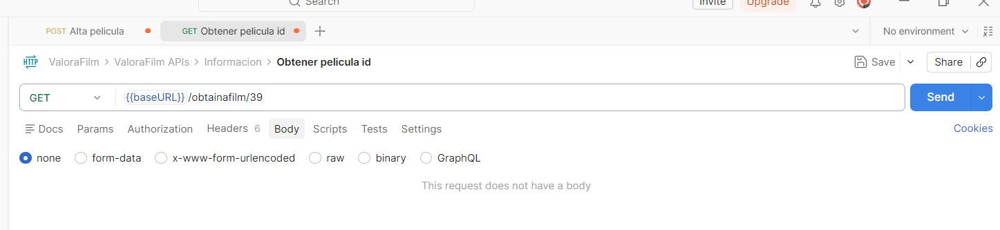 Search Invite Upgrade
POST Alta pelicula GET Obtener pelicula id No environment
HTTP ValoraFilm > ValoraFilm APIs > Informacion > Obtener pelicula id Save Share
GET {{baseURL}} /obtainafilm/39 Send
Docs Params Authorization Headers 6 Body Scripts Tests Settings Cookies
none form-data x-www-form-urlencoded raw binary GraphQL
This request does not have a body